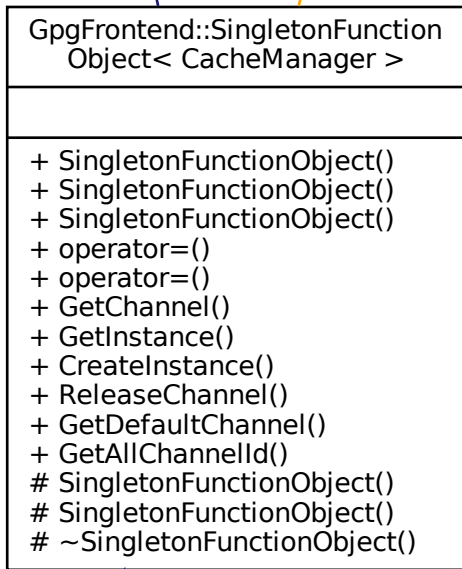 GpgFrontend::SingletonFunction
Object< CacheManager >
+ SingletonFunctionObject()
+ SingletonFunctionObject()
+ SingletonFunctionObject()
+ operator=()
+ operator=()
+ GetChannel()
+ GetInstance()
+ CreateInstance()
+ ReleaseChannel()
+ GetDefaultChannel()
+ GetAllChannelId()
# SingletonFunctionObject()
# SingletonFunctionObject()
# ~SingletonFunctionObject()